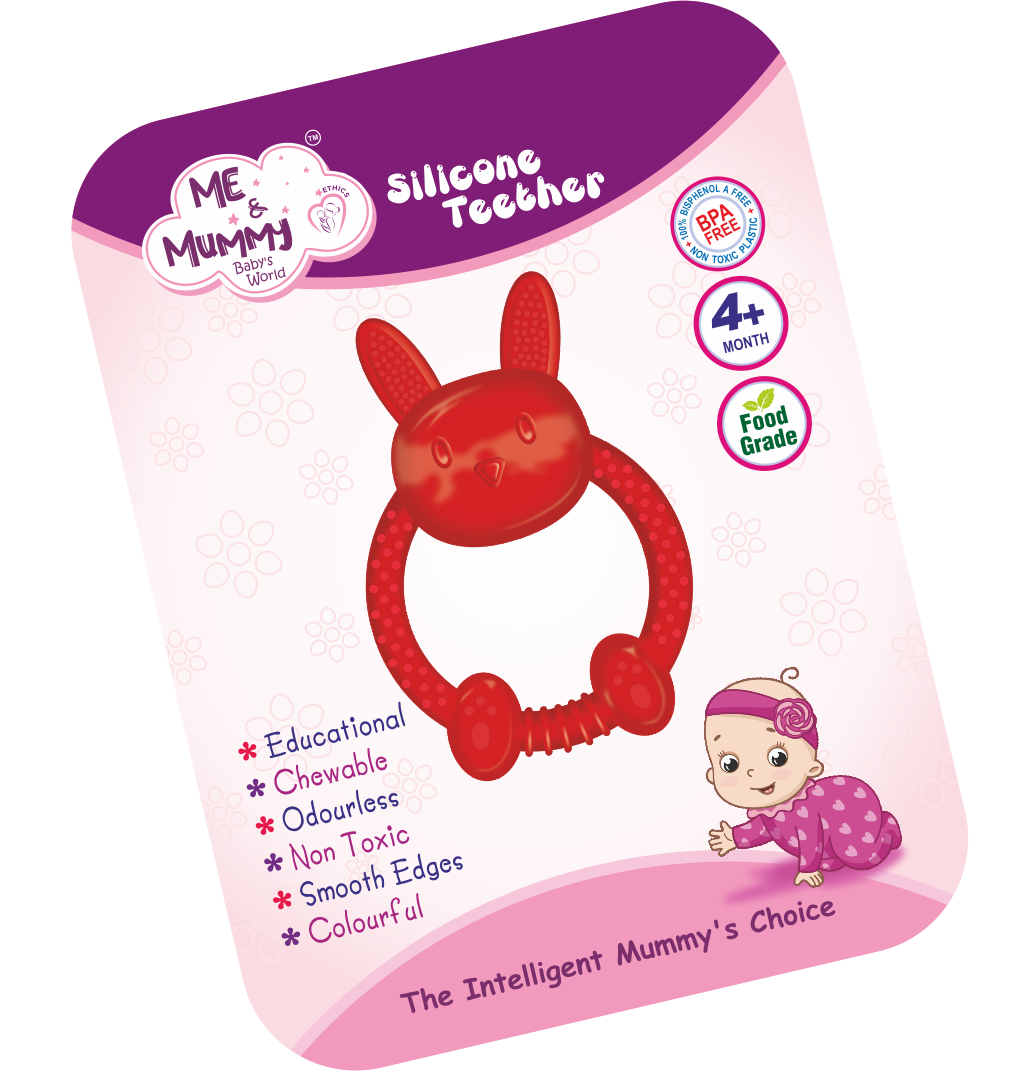 TM
ME
&
Mummy
Baby's
World
ETHICS
Silicone
Teether
100% BISPHENOL A FREE
BPA
FREE
NON TOXIC PLASTIC
4+
MONTH
Food
Grade
* Educational
* Chewable
* Odourless
* Non Toxic
* Smooth Edges
* Colourful
The Intelligent Mummy's Choice